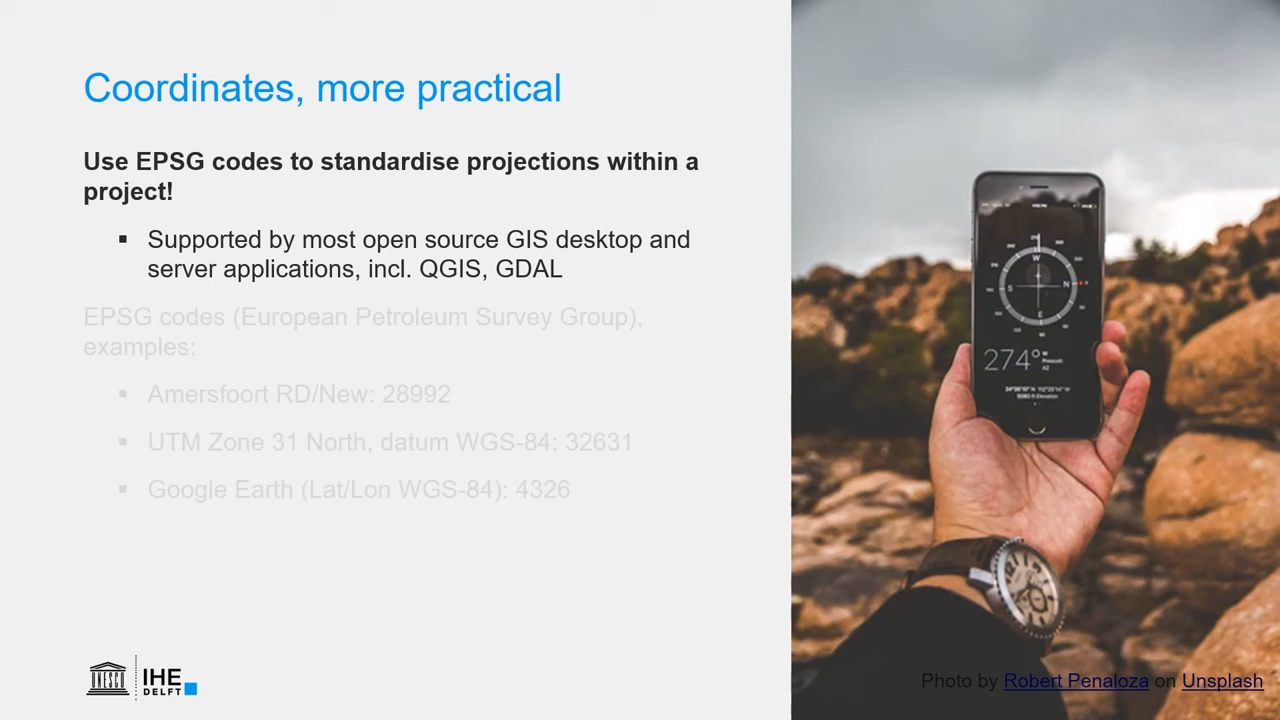 Coordinates, more practical
Use EPSG codes to standardise projections within a
project!
▪ Supported by most open source GIS desktop and
server applications, incl. QGIS, GDAL
EPSG codes (European Petroleum Survey Group),
examples:
▪ Amersfoort RD/New: 28992
▪ UTM Zone 31 North, datum WGS-84: 32631
▪ Google Earth (Lat/Lon WGS-84): 4326
W
S
N
E
274°
unesco
IHE
DELFT
Photo by Robert Penaloza on Unsplash